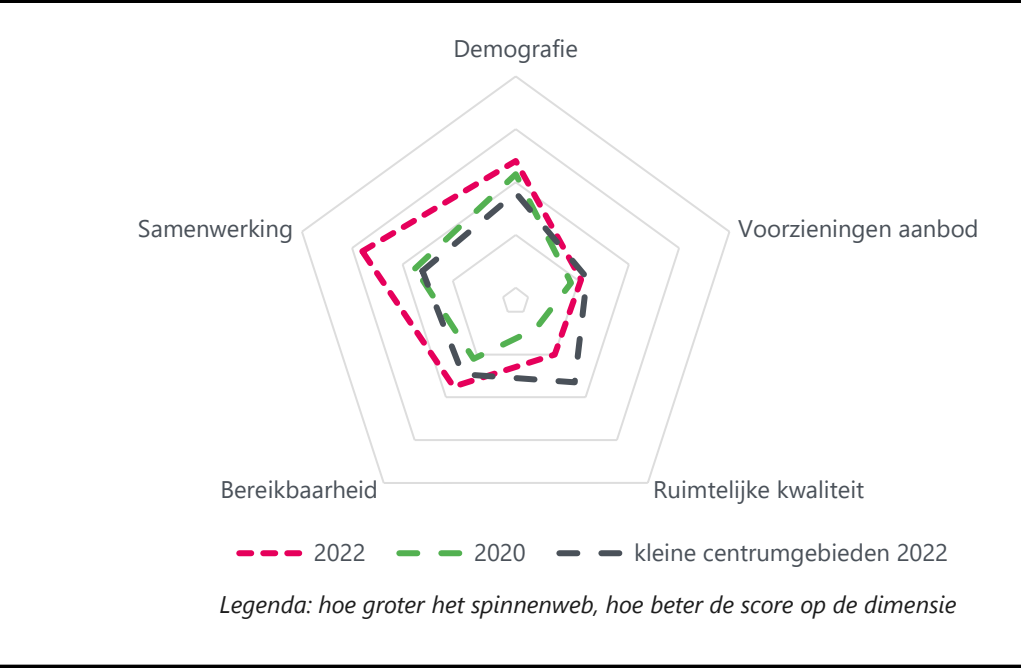 Demografie
Samenwerking
Voorzieningen aanbod
Bereikbaarheid
Ruimtelijke kwaliteit
2022 2020 kleine centrumgebieden 2022
Legenda: hoe groter het spinnenweb, hoe beter de score op de dimensie